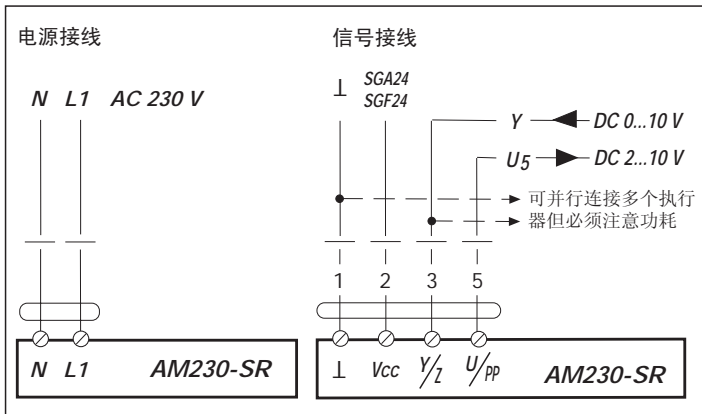 电源接线
信号接线
N L1 AC 230 V
⊥ SGA24
SGF24
Y DC 0...10 V
U5 DC 2...10 V
可并行连接多个执行
器但必须注意功耗
1 2 3 5
N L1 AM230-SR
⊥ Vcc Y/Z U/PP AM230-SR